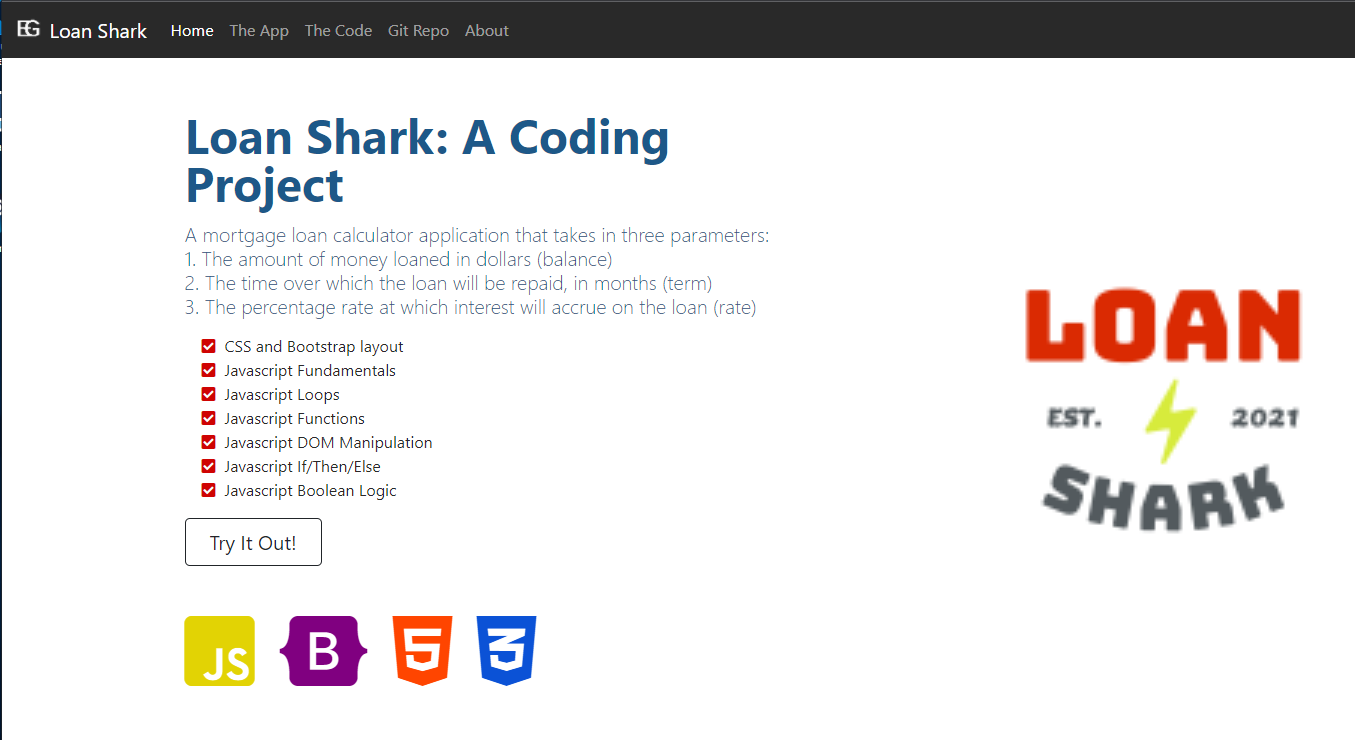 EG Loan Shark Home The App The Code Git Repo About
Loan Shark: A Coding
Project
A mortgage loan calculator application that takes in three parameters:
1. The amount of money loaned in dollars (balance)
2. The time over which the loan will be repaid, in months (term)
3. The percentage rate at which interest will accrue on the loan (rate)
CSS and Bootstrap layout
Javascript Fundamentals
Javascript Loops
Javascript Functions
Javascript DOM Manipulation
Javascript If/Then/Else
Javascript Boolean Logic
Try It Out!
JS B 5 3
LOAN
EST. 2021
SHARK